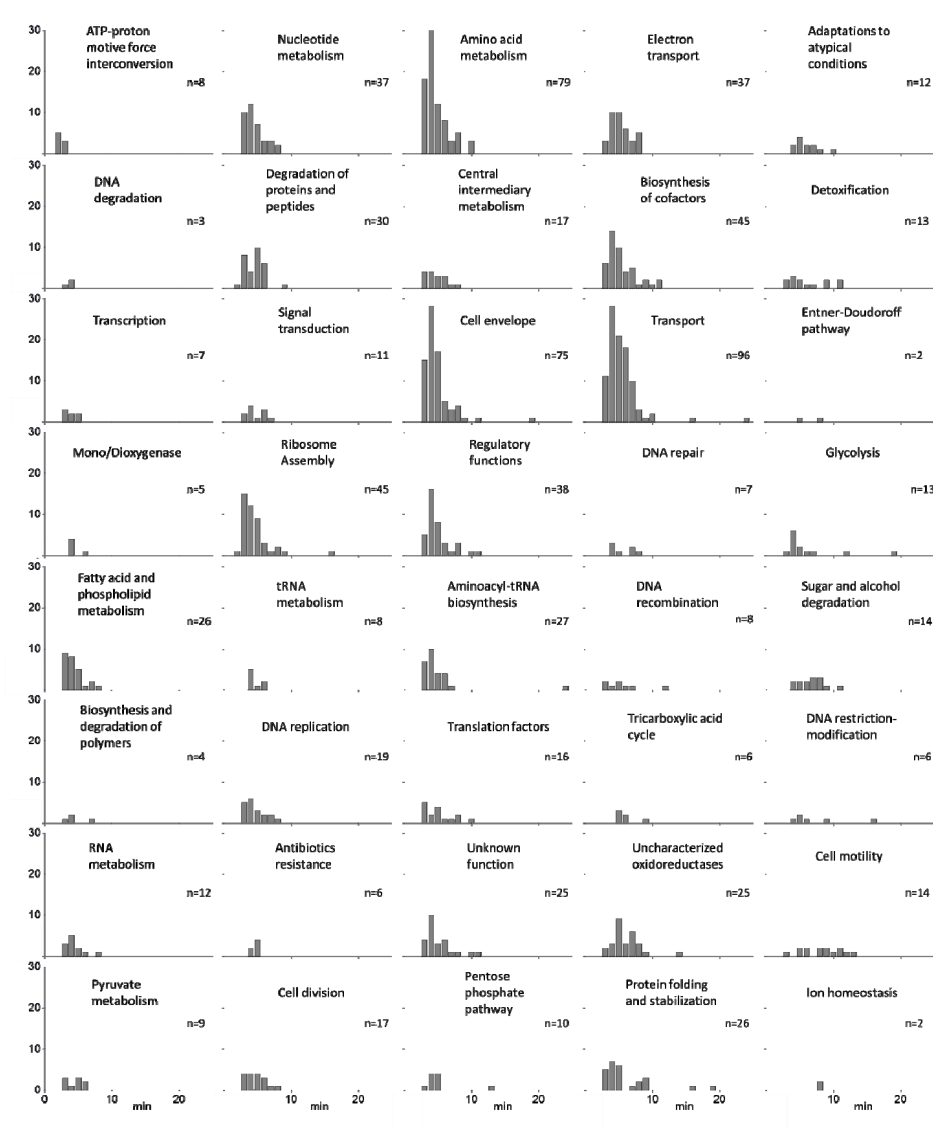 30
20
10
ATP-proton
motive force
interconversion
n=8
Nucleotide
metabolism
n=37
Amino acid
metabolism
n=79
Electron
transport
n=37
Adaptations to
atypical
conditions
n=12
30
20
10
DNA
degradation
n=3
Degradation of
proteins and
peptides
n=30
Central
intermediary
metabolism
n=17
Biosynthesis
of cofactors
n=45
Detoxification
n=13
30
20
10
Transcription
n=7
Signal
transduction
n=11
Cell envelope
n=75
Transport
n=96
Entner-Doudoroff
pathway
n=2
30
20
10
Mono/Dioxygenase
n=5
Ribosome
Assembly
n=45
Regulatory
functions
n=38
DNA repair
n=7
Glycolysis
n=13
30
20
10
Fatty acid and
phospholipid
metabolism
n=26
tRNA
metabolism
n=8
Aminoacyl-tRNA
biosynthesis
n=27
DNA
recombination
n=8
Sugar and alcohol
degradation
n=14
30
20
10
Biosynthesis and
degradation of
polymers
n=4
DNA replication
n=19
Translation factors
n=16
Tricarboxylic acid
cycle
n=6
DNA restriction-
modification
n=6
30
20
10
RNA
metabolism
n=12
Antibiotics
resistance
n=6
Unknown
function
n=25
Uncharacterized
oxidoreductases
n=25
Cell motility
n=14
30
20
10
0
Pyruvate
metabolism
n=9
Cell division
n=17
Pentose
phosphate
pathway
n=10
Protein folding
and stabilization
n=26
Ion homeostasis
n=2
0 10 20 10 20 10 20 10 20 10 20
min min min min min